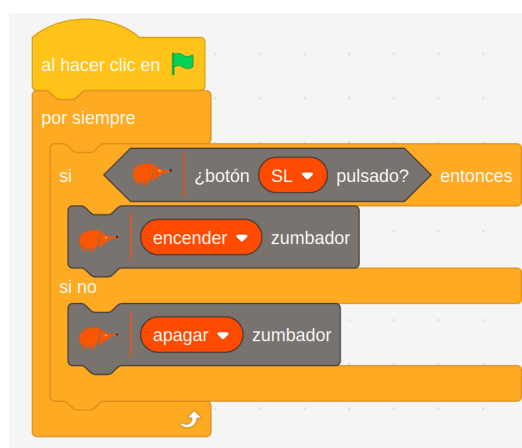 al hacer clic en
por siempre
si ¿botón SL pulsado? entonces
encender zumbador
si no
apagar zumbador